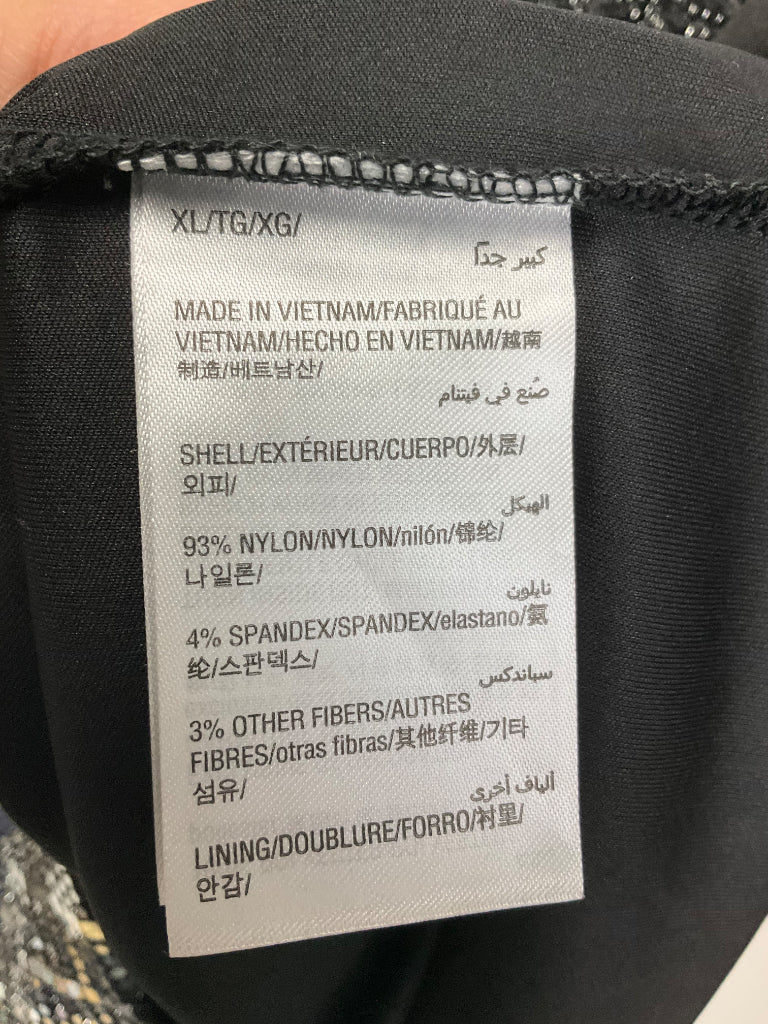 XL/TG/XG/
كبير جداً
MADE IN VIETNAM/FABRIQUÉ AU
VIETNAM/HECHO EN VIETNAM/越南
制造/베트남산/
صُنع في فيتنام
SHELL/EXTÉRIEUR/CUERPO/外层/
외피/
الهيكل
93% NYLON/NYLON/nilón/锦纶/
나일론/
نايلون
4% SPANDEX/SPANDEX/elastano/氨
纶/스판덱스/
سباندكس
3% OTHER FIBERS/AUTRES
FIBRES/otras fibras/其他纤维/기타
섬유/
ألياف أخرى
LINING/DOUBLURE/FORRO/衬里/
안감/